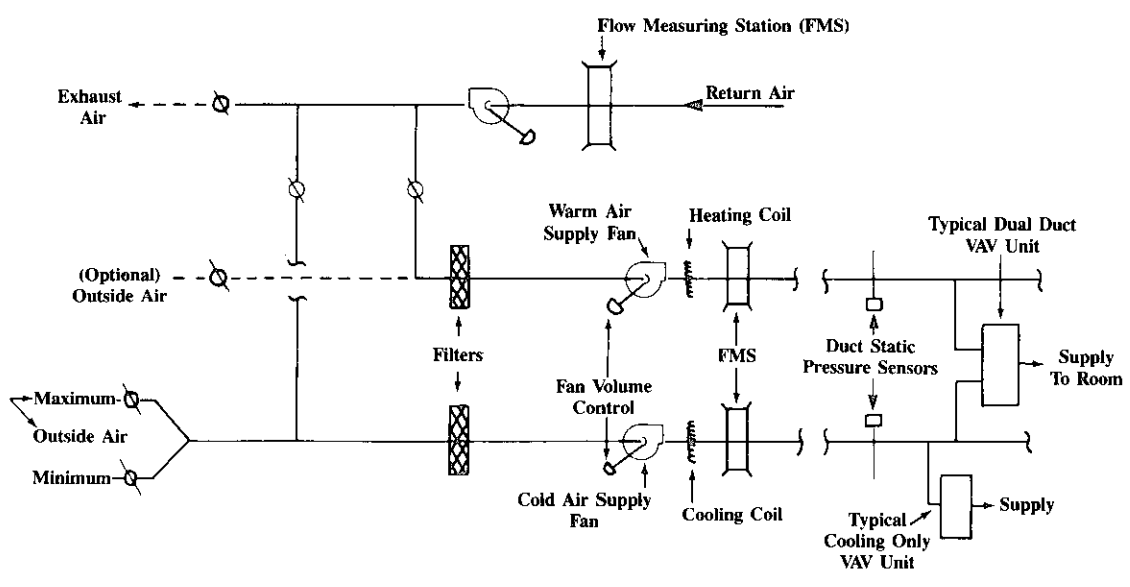 Flow Measuring Station (FMS)
Exhaust
Air
Return Air
Warm Air
Supply Fan
Heating Coil
Typical Dual Duct
VAV Unit
(Optional)
Outside Air
Filters
FMS
Duct Static
Pressure Sensors
Supply
To Room
Fan Volume
Control
Maximum
Outside Air
Minimum
Cold Air Supply
Fan
Cooling Coil
Typical
Cooling Only
VAV Unit
Supply